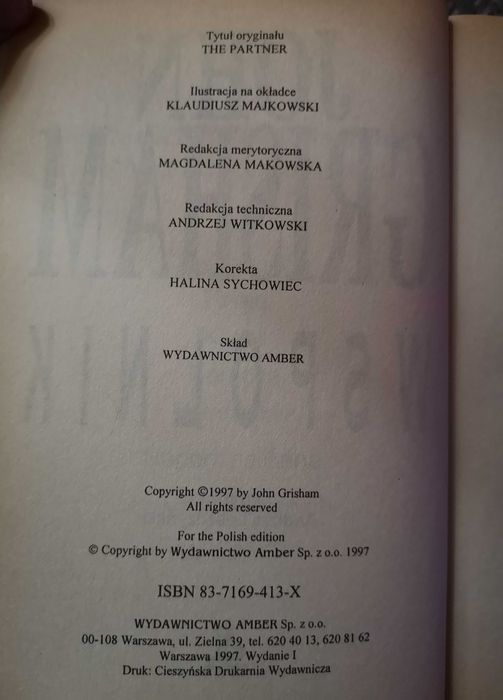 Tytuł oryginału
THE PARTNER
Ilustracja na okładce
KLAUDIUSZ MAJKOWSKI
Redakcja merytoryczna
MAGDALENA MAKOWSKA
Redakcja techniczna
ANDRZEJ WITKOWSKI
Korekta
HALINA SYCHOWIEC
Skład
WYDAWNICTWO AMBER
Copyright ©1997 by John Grisham
All rights reserved
For the Polish edition
© Copyright by Wydawnictwo Amber Sp. z o.o. 1997
ISBN 83-7169-413-X
WYDAWNICTWO AMBER Sp. z o.o.
00-108 Warszawa, ul. Zielna 39, tel. 620 40 13, 620 81 62
Warszawa 1997. Wydanie I
Druk: Cieszyńska Drukarnia Wydawnicza